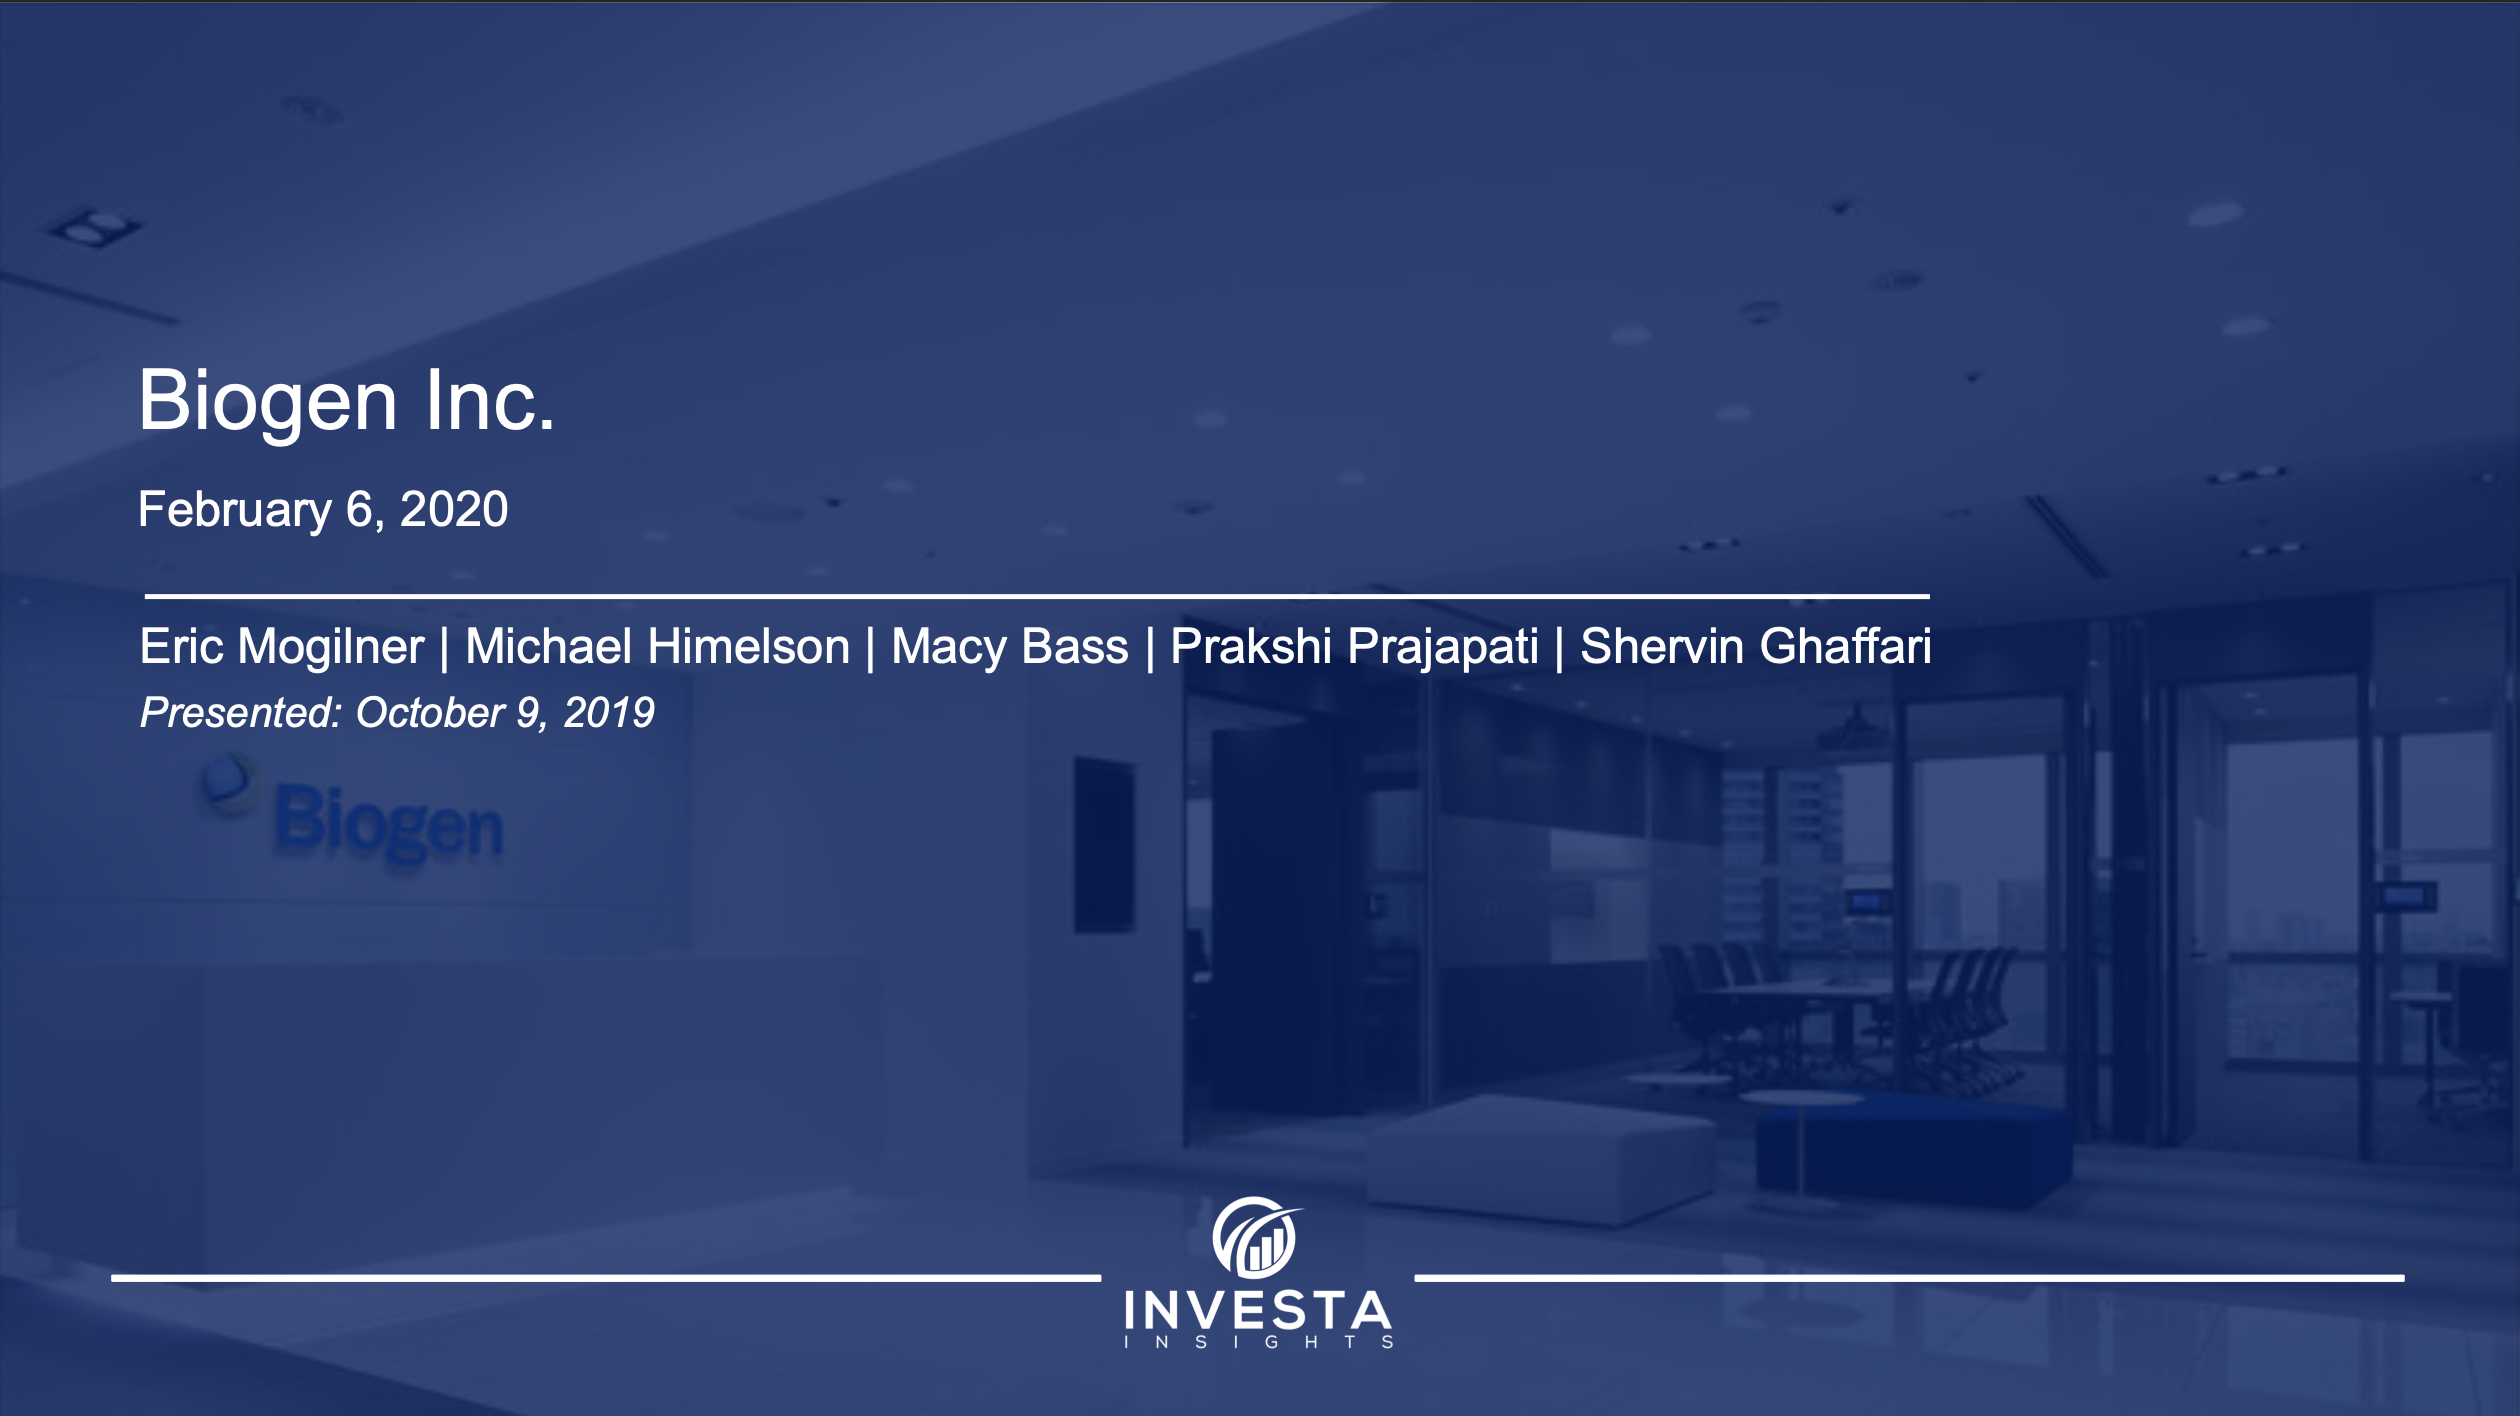 Biogen Inc.
February 6, 2020
Eric Mogilner | Michael Himelson | Macy Bass | Prakshi Prajapati | Shervin Ghaffari
Presented: October 9, 2019
Biogen
INVESTA
INSIGHTS